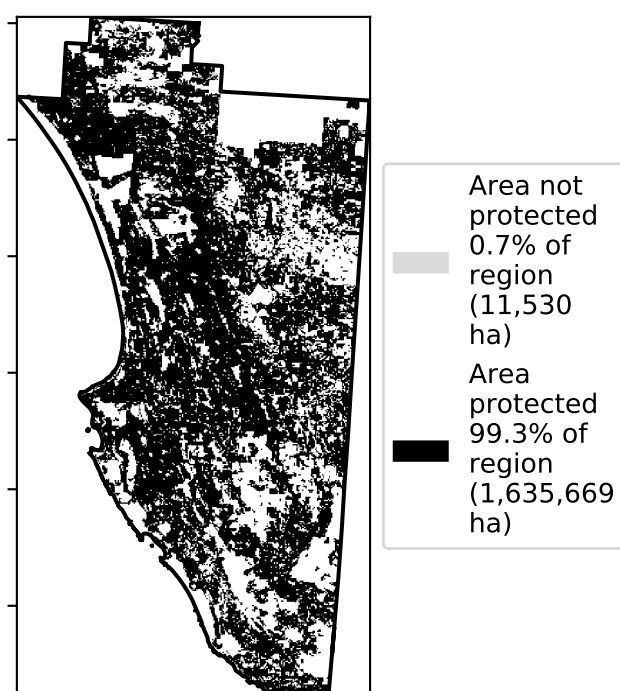 Area not
protected
0.7% of
region
(11,530
ha)
Area
protected
99.3% of
region
(1,635,669
ha)